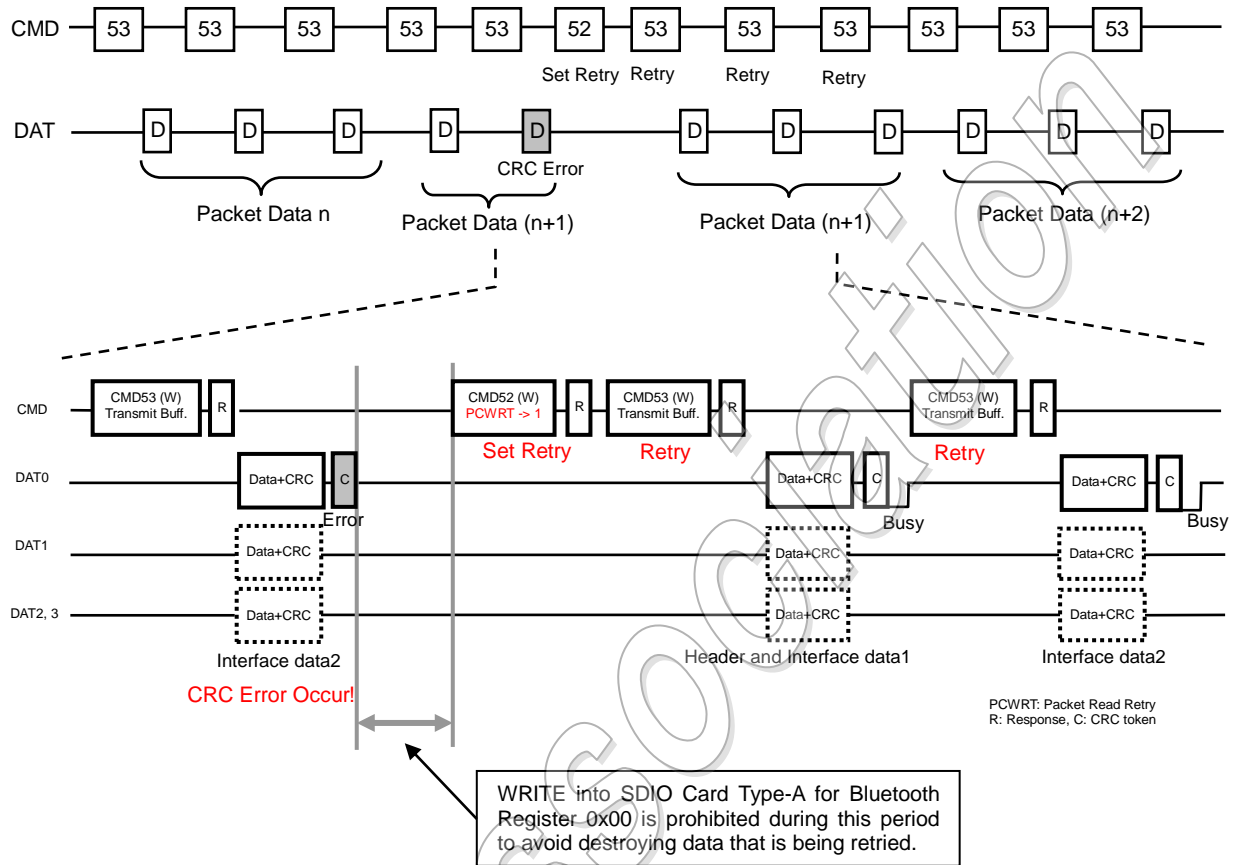 CMD 53 53 53 53 53 52 53 53 53 53 53 53
Set Retry Retry Retry Retry
DAT D D D D D D D D D D D
CRC Error
Packet Data n Packet Data (n+1) Packet Data (n+1) Packet Data (n+2)
CMD CMD53 (W) Transmit Buff. R CMD52 (W) PCWRT -> 1 R CMD53 (W) Transmit Buff. R CMD53 (W) Transmit Buff. R
Set Retry Retry Retry
DAT0 Data+CRC C Data+CRC C Data+CRC C
Error Busy Busy
DAT1 Data+CRC Data+CRC Data+CRC
DAT2, 3 Data+CRC Data+CRC Data+CRC
Interface data2 Header and Interface data1 Interface data2
CRC Error Occur!
PCWRT: Packet Read Retry
R: Response, C: CRC token
WRITE into SDIO Card Type-A for Bluetooth
Register 0x00 is prohibited during this period
to avoid destroying data that is being retried.
ssociation